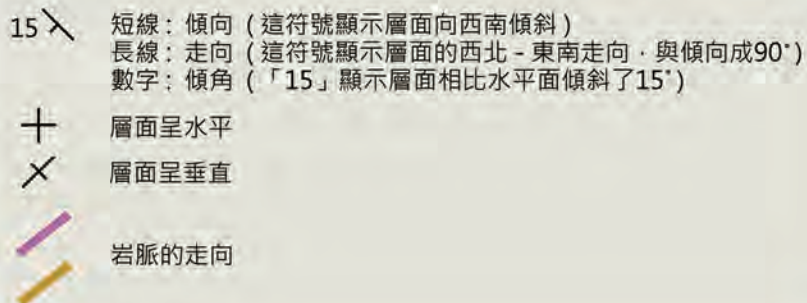 15 短線：傾向（這符號顯示層面向西南傾斜）
長線：走向（這符號顯示層面的西北 - 東南走向，與傾向成90°）
數字：傾角（「15」顯示層面相比水平面傾斜了15°）
層面呈水平
層面呈垂直
岩脈的走向